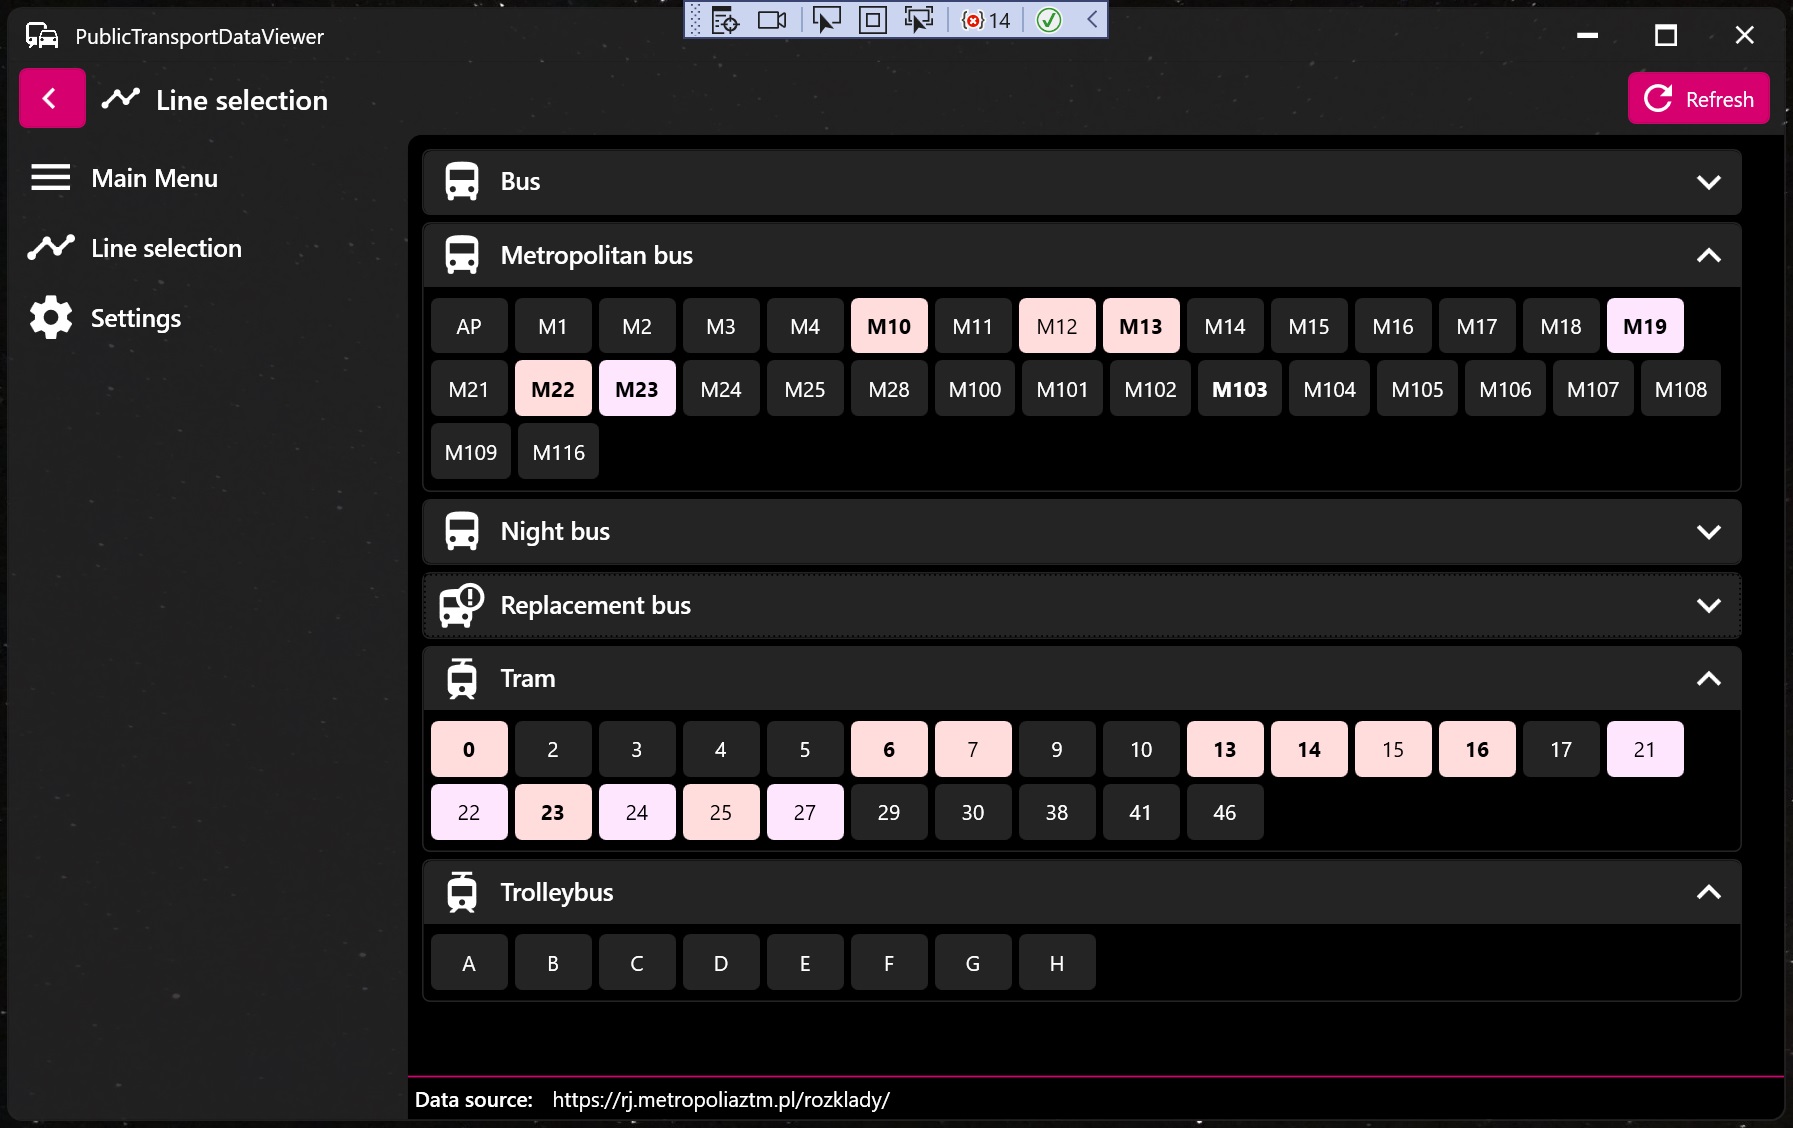 PublicTransportDataViewer
14
Line selection
Refresh
Main Menu
Line selection
Settings
Bus
Metropolitan bus
AP M1 M2 M3 M4 M10 M11 M12 M13 M14 M15 M16 M17 M18 M19
M21 M22 M23 M24 M25 M28 M100 M101 M102 M103 M104 M105 M106 M107 M108
M109 M116
Night bus
Replacement bus
Tram
0 2 3 4 5 6 7 9 10 13 14 15 16 17 21
22 23 24 25 27 29 30 38 41 46
Trolleybus
A B C D E F G H
Data source: https://rj.metropoliaztm.pl/rozklady/